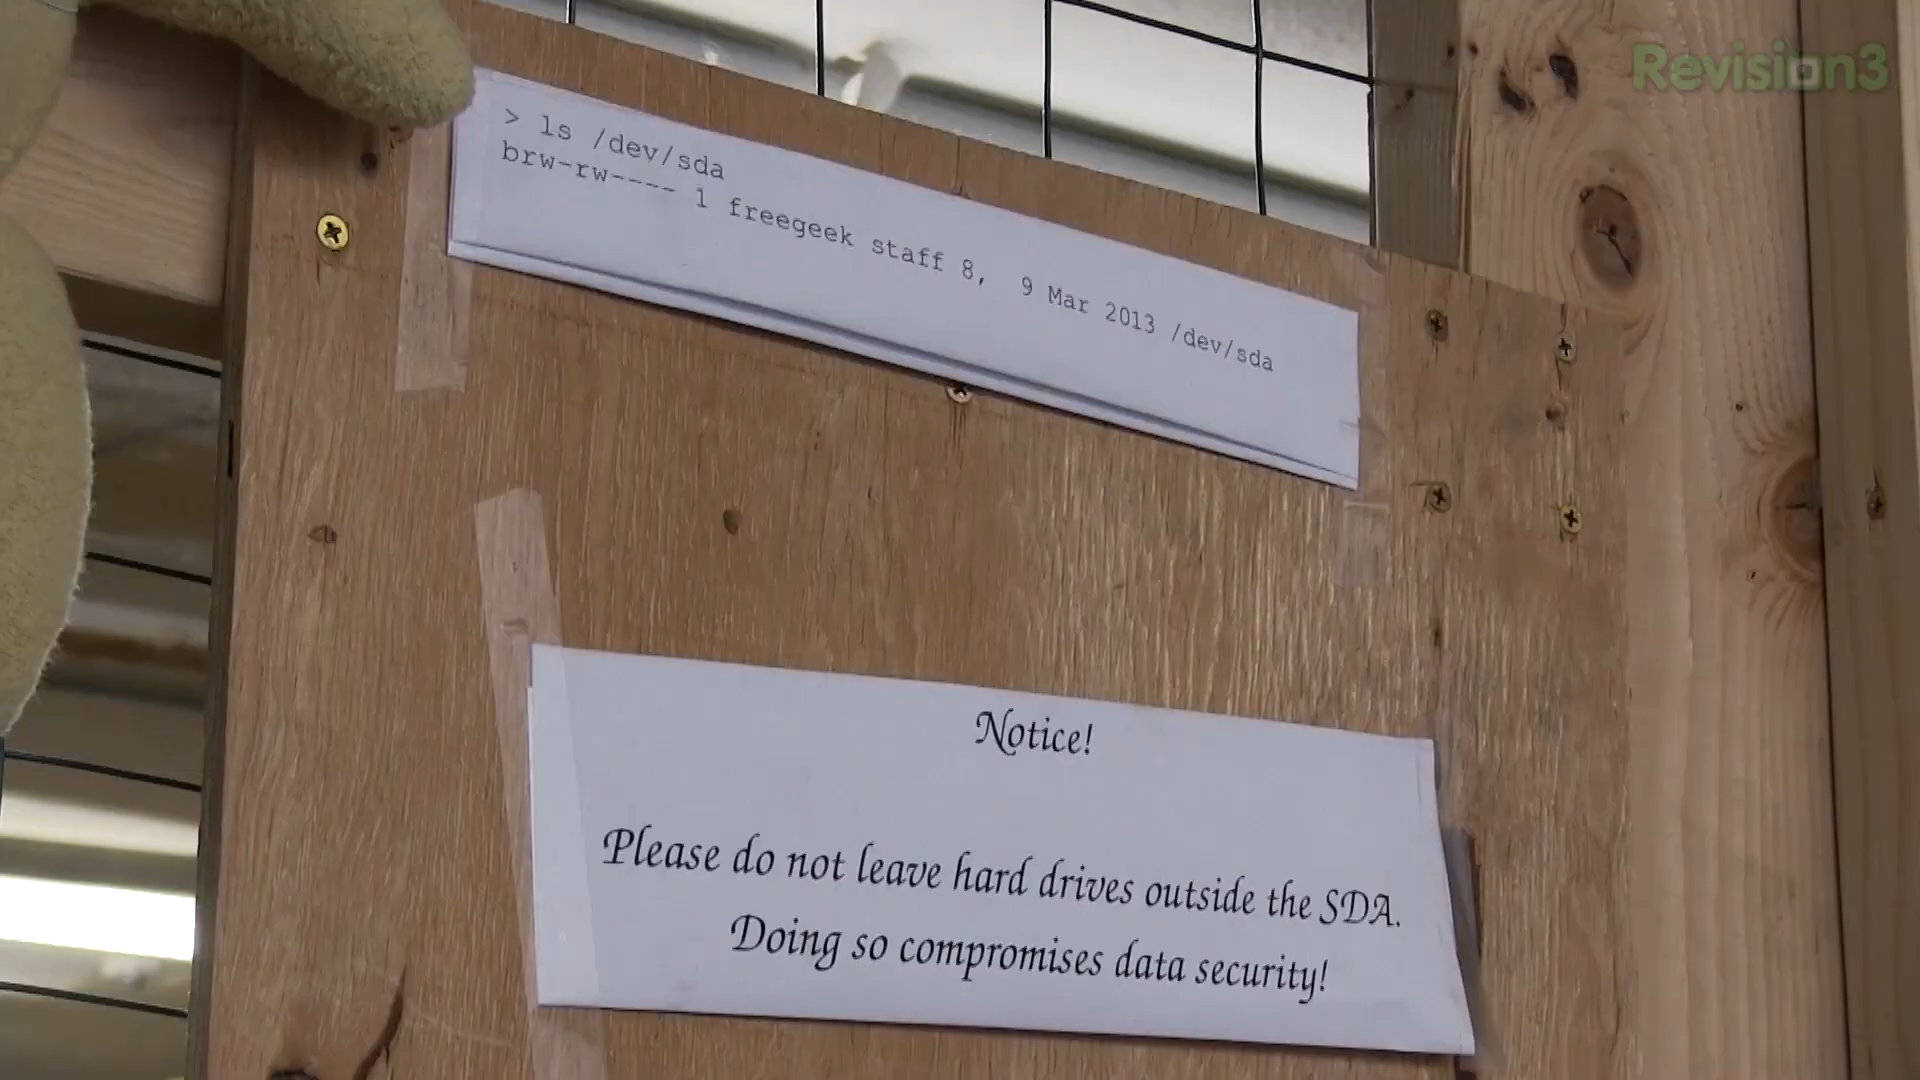 Revision3
> ls /dev/sda
brw-rw---- 1 freegeek staff 8,  9 Mar 2013 /dev/sda
Notice!
Please do not leave hard drives outside the SDA.
Doing so compromises data security!